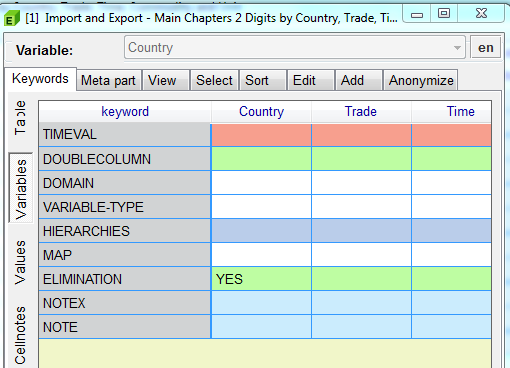 [1] Import and Export - Main Chapters 2 Digits by Country, Trade, Ti...
Variable: Country en
Keywords Meta part View Select Sort Edit Add Anonymize
Table
Variables
Values
Cellnotes
keyword Country Trade Time
TIMEVAL
DOUBLECOLUMN
DOMAIN
VARIABLE-TYPE
HIERARCHIES
MAP
ELIMINATION YES
NOTEX
NOTE